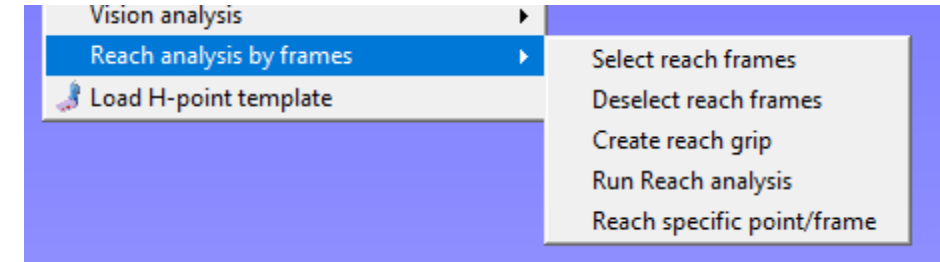 Vision analysis
Reach analysis by frames
Load H-point template
Select reach frames
Deselect reach frames
Create reach grip
Run Reach analysis
Reach specific point/frame